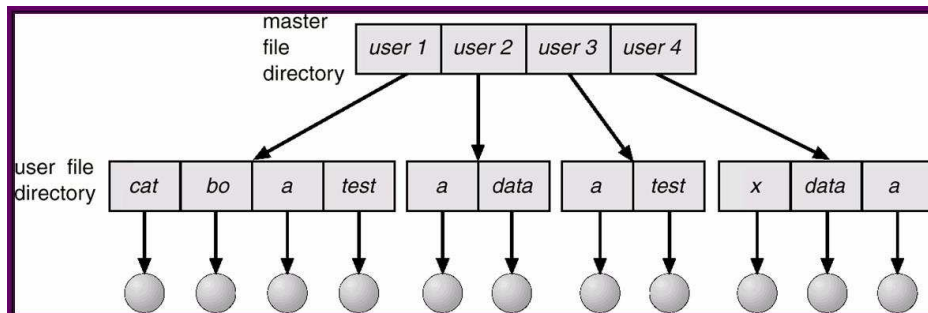 master
file
directory
user 1 user 2 user 3 user 4
user file
directory
cat bo a test a data a test x data a